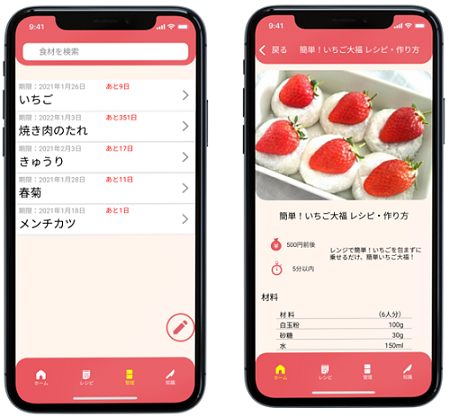 9:41
食材を検索
期限：2021年1月26日 あと9日
いちご
期限：2022年1月3日 あと351日
焼き肉のたれ
期限：2021年2月3日 あと17日
きゅうり
期限：2021年1月28日 あと11日
春菊
期限：2021年1月18日 あと1日
メンチカツ
ホーム レシピ 管理 知識
9:41
戻る 簡単！いちご大福 レシピ・作り方
簡単！いちご大福 レシピ・作り方
500円前後
5分以内
レンジで簡単！いちごを包まずに
乗せるだけ、簡単いちご大福！
材料
材 料 （6人分）
白玉粉 100g
砂糖 30g
水 150ml
ホーム レシピ 管理 知識